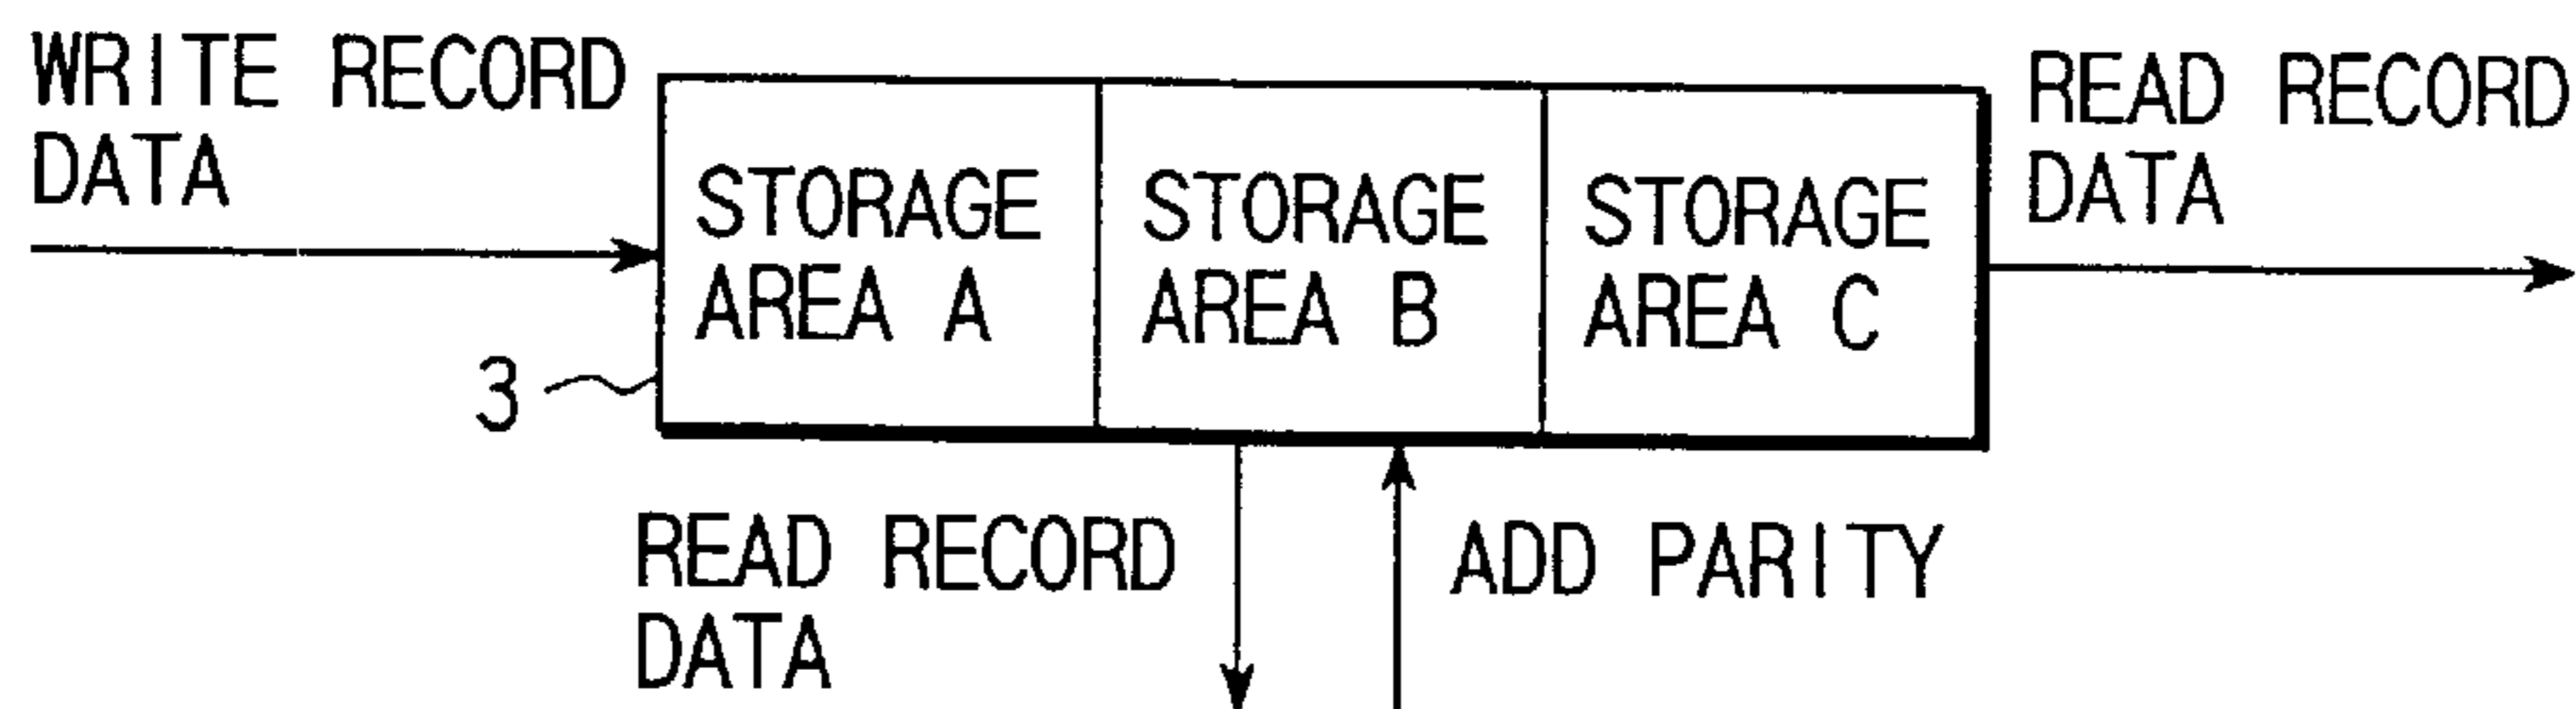 WRITE RECORD
DATA
STORAGE
AREA A
STORAGE
AREA B
STORAGE
AREA C
READ RECORD
DATA
3
READ RECORD
DATA
ADD PARITY